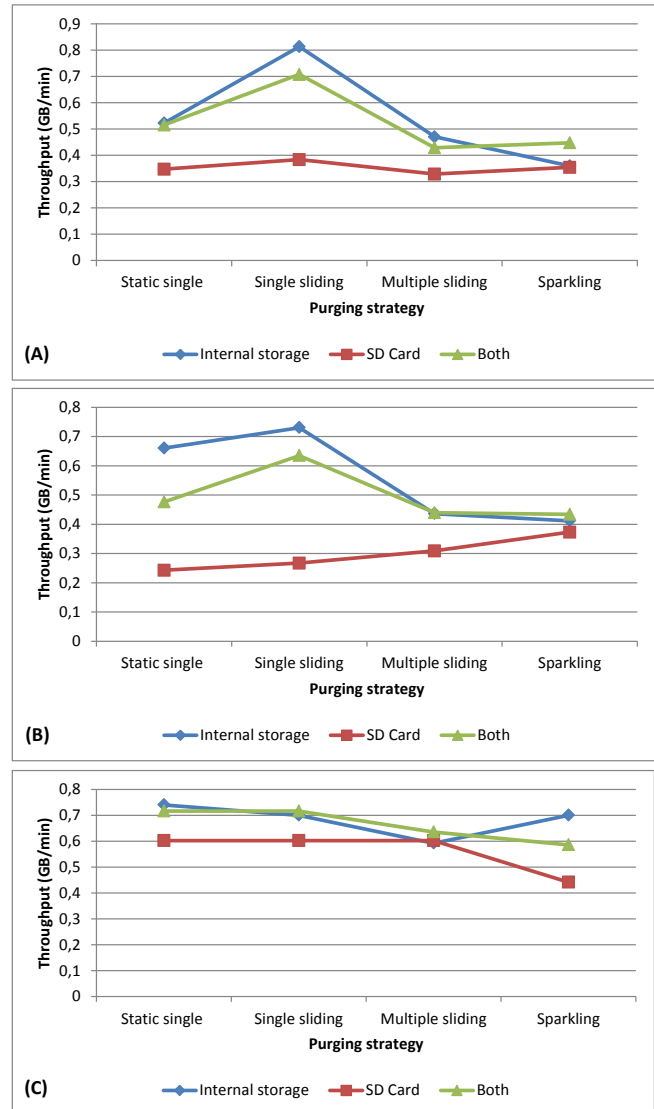 0,9
0,8
0,7
0,6
0,5
0,4
0,3
0,2
0,1
0
Throughput (GB/min)
Static single Single sliding Multiple sliding Sparkling
Purging strategy
(A)
Internal storage SD Card Both
0,8
0,7
0,6
0,5
0,4
0,3
0,2
0,1
0
Throughput (GB/min)
Static single Single sliding Multiple sliding Sparkling
Purging strategy
(B)
Internal storage SD Card Both
0,8
0,7
0,6
0,5
0,4
0,3
0,2
0,1
0
Throughput (GB/min)
Static single Single sliding Multiple sliding Sparkling
Purging strategy
(C)
Internal storage SD Card Both